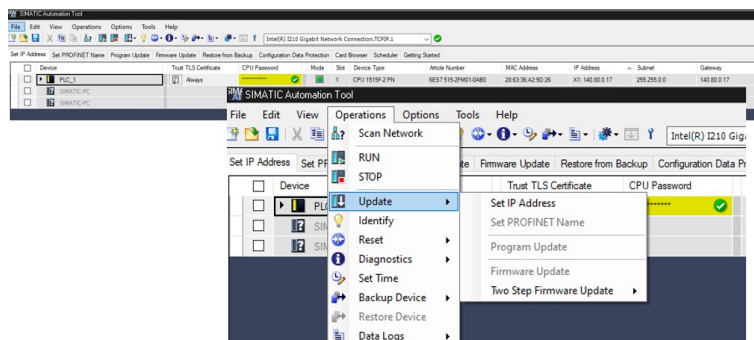 SIMATIC Automation Tool
File Edit View Operations Options Tools Help
Intel(R) I210 Gigabit Network Connection.TCPIP.1
Set IP Address Set PROFINET Name Program Update Firmware Update Restore from Backup Configuration Data Protection Card Browser Scheduler Getting Started
Device Trust TLS Certificate CPU Password Mode Slot Device Type Article Number MAC Address IP Address Subnet Gateway
PLC_1 Always ********** 1 CPU 1515F-2 PN 6ES7 515-2FM01-0AB0 28:63:36:A2:9D:26 X1: 140.80.0.17 255.255.0.0 140.80.0.17
SIMATIC-PC
SIMATIC-PC
SIMATIC Automation Tool
File Edit View Operations Options Tools Help
Scan Network
Intel(R) I210 Giga
RUN
STOP
Set IP Address Set PR
Firmware Update Restore from Backup Configuration Data Pr
Device Trust TLS Certificate CPU Password
Update
Identify
Reset
Diagnostics
Set Time
Backup Device
Restore Device
Data Logs
Set IP Address
Set PROFINET Name
Program Update
Firmware Update
Two Step Firmware Update